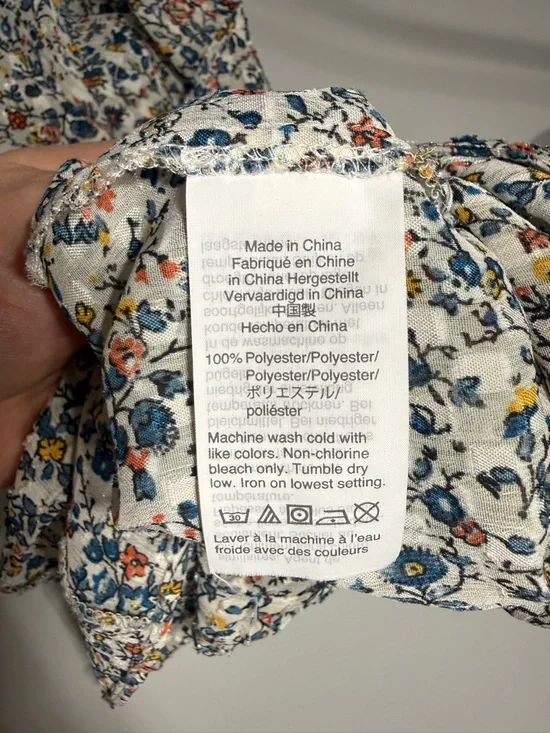 Made in China
Fabriqué en Chine
in China Hergestellt
Vervaardigd in China
中国製
Hecho en China
100% Polyester/Polyester/
Polyester/Polyester/
ポリエステル/
poliéster
Machine wash cold with
like colors. Non-chlorine
bleach only. Tumble dry
low. Iron on lowest setting.
30
Laver à la machine à l'eau
froide avec des couleurs